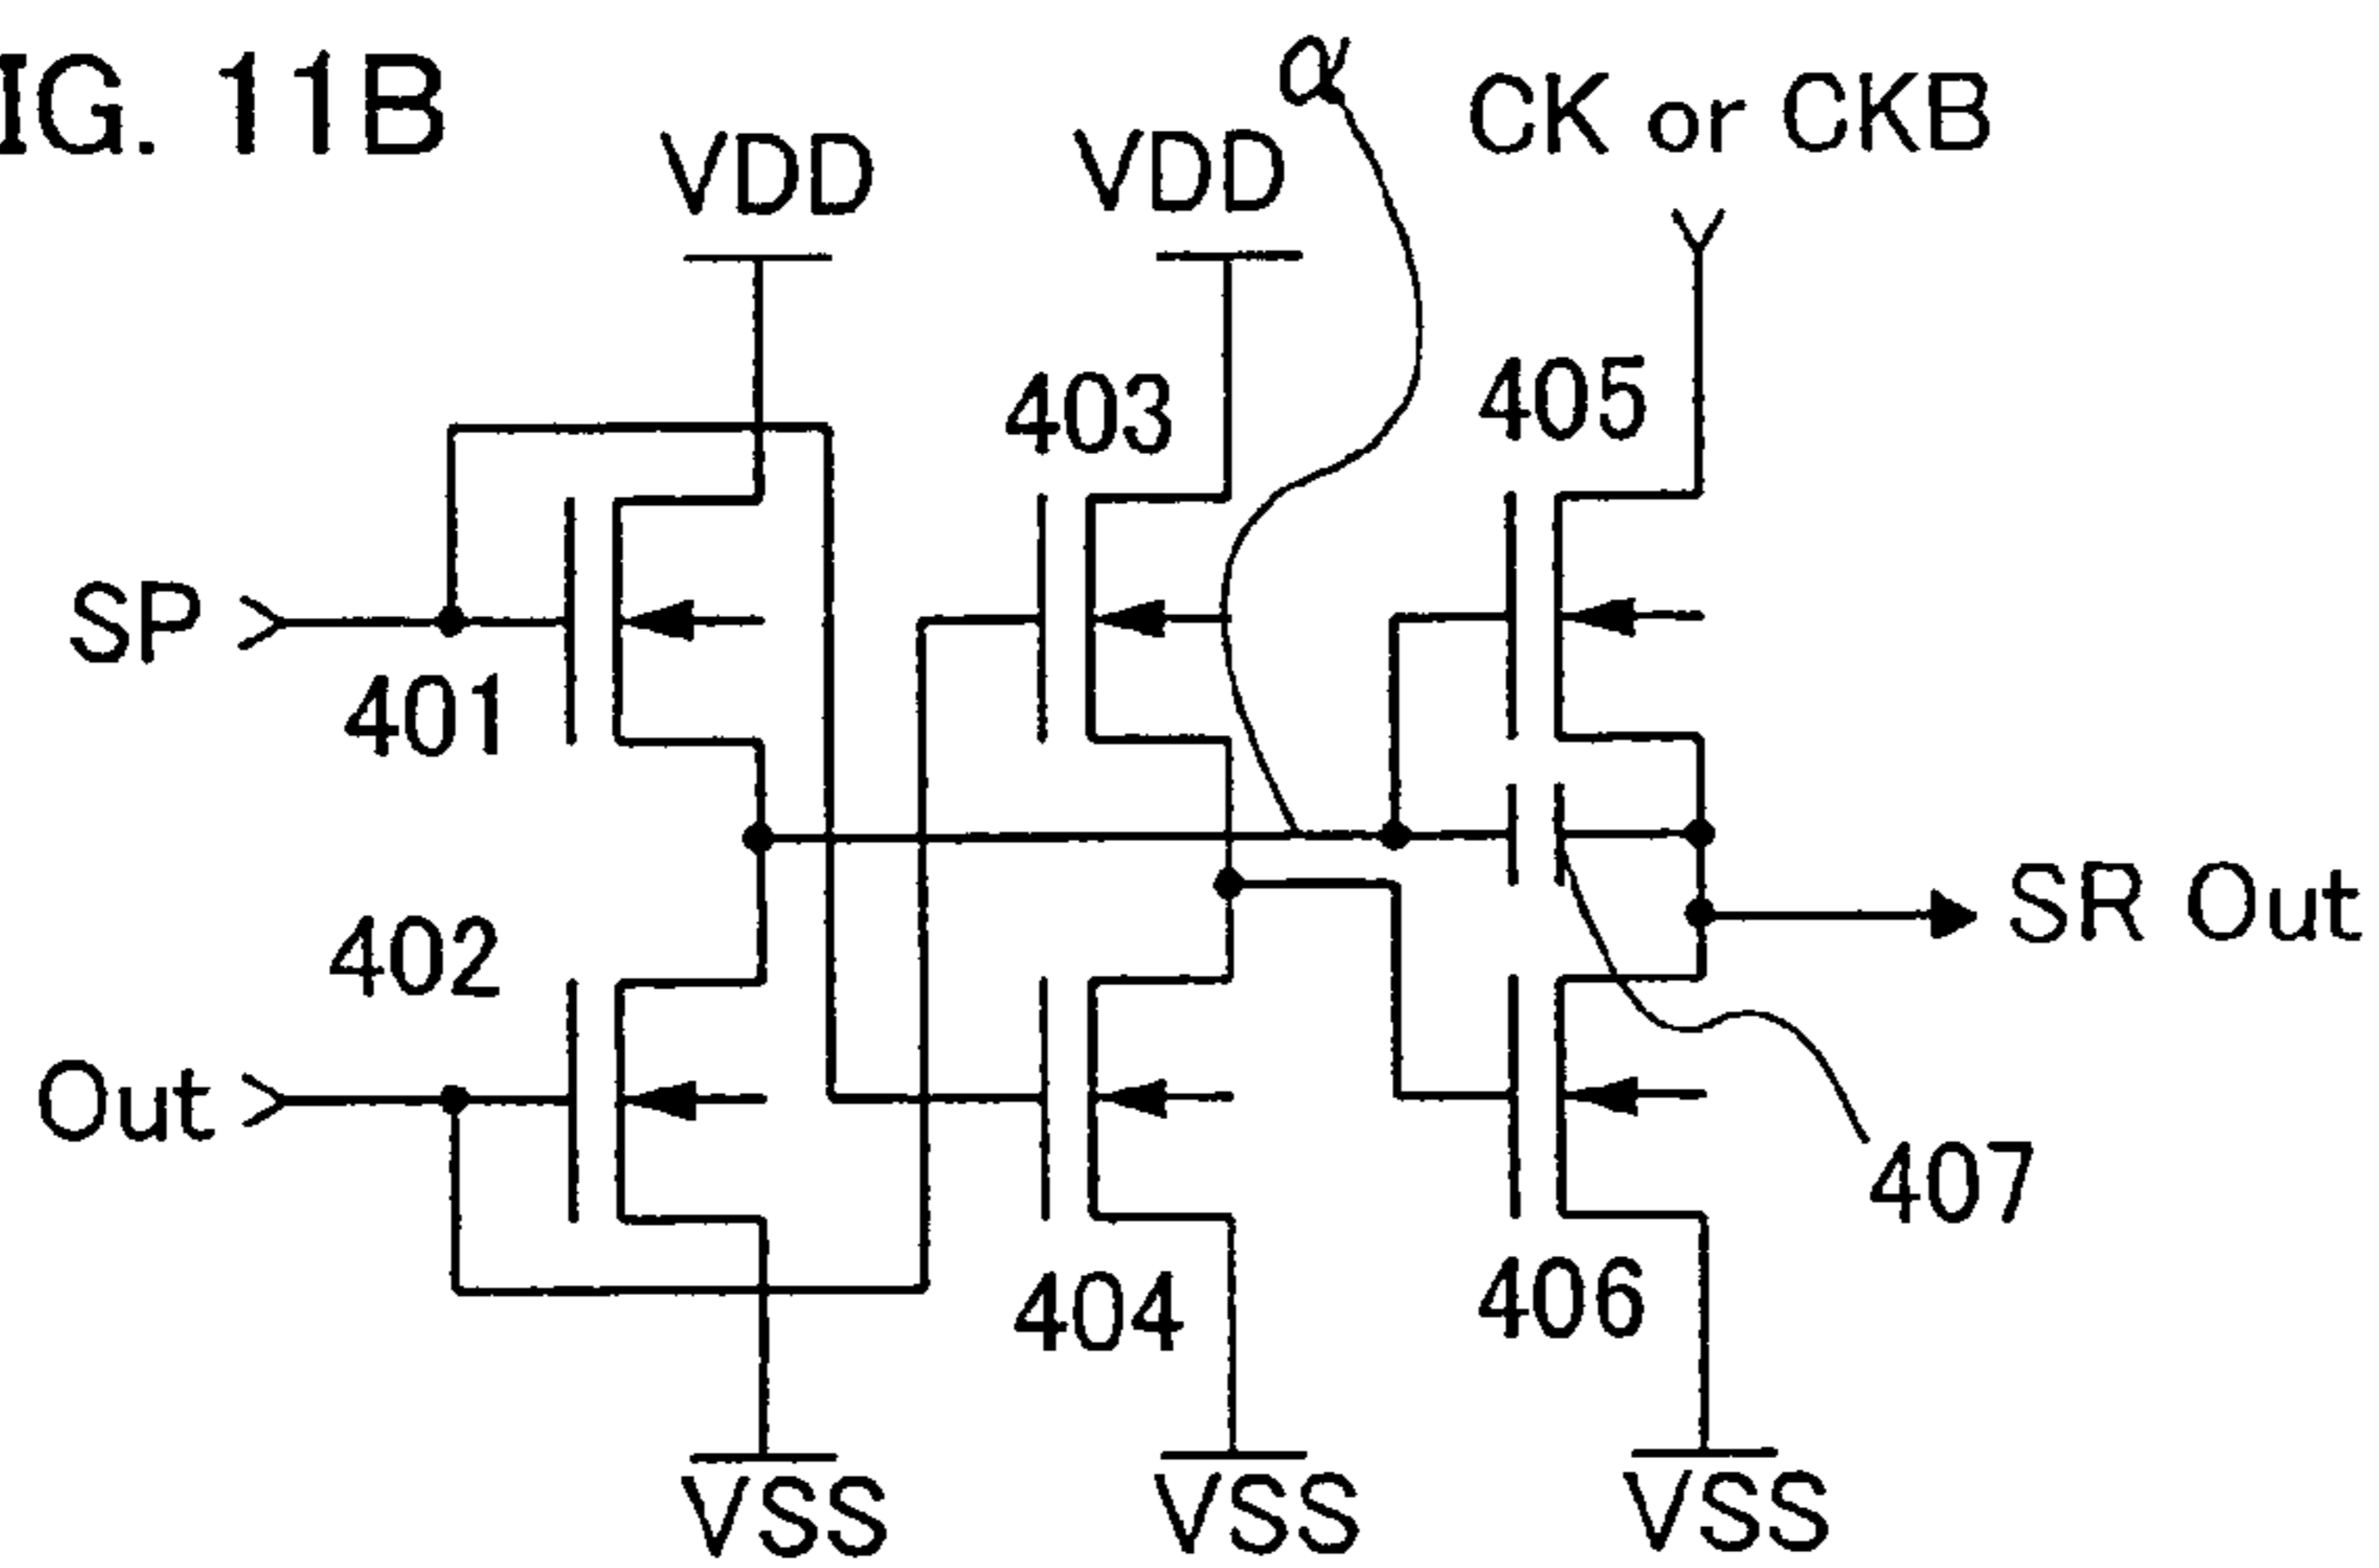 IG. 11B
α
CK or CKB
VDD
VDD
403
405
SP
401
402
SR Out
Out
407
404
406
VSS
VSS
VSS